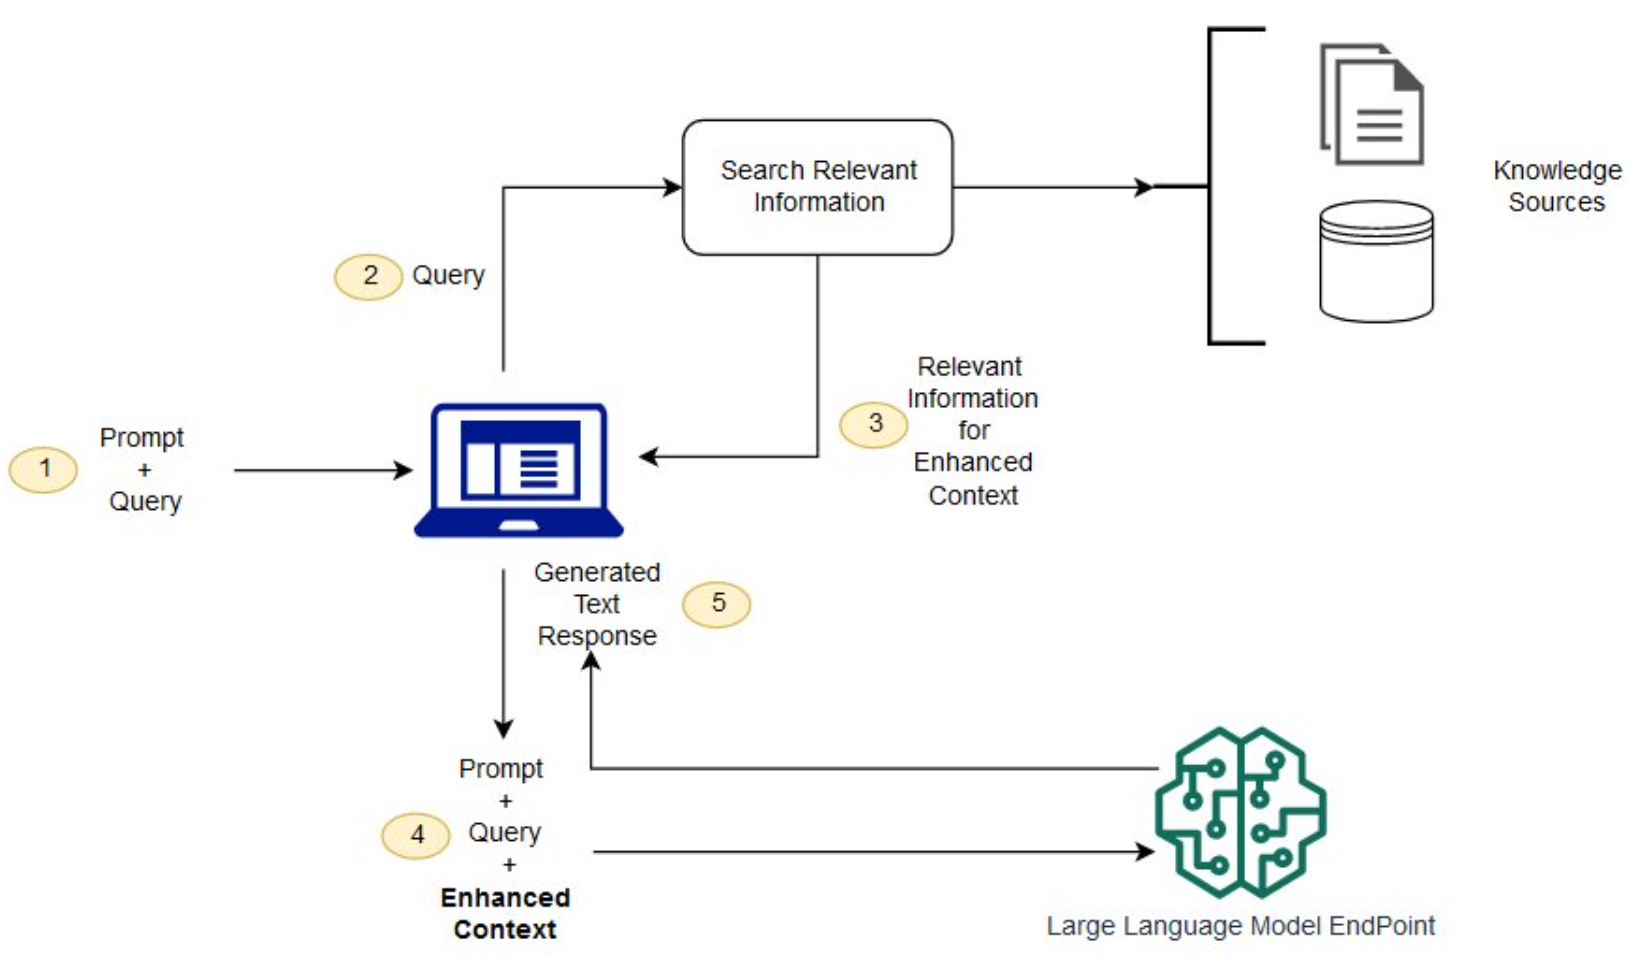 Search Relevant
Information
Knowledge
Sources
2
Query
Relevant
Information
for
Enhanced
Context
3
1
Prompt
+
Query
Generated
Text
Response
5
Prompt
+
Query
+
Enhanced
Context
4
Large Language Model EndPoint